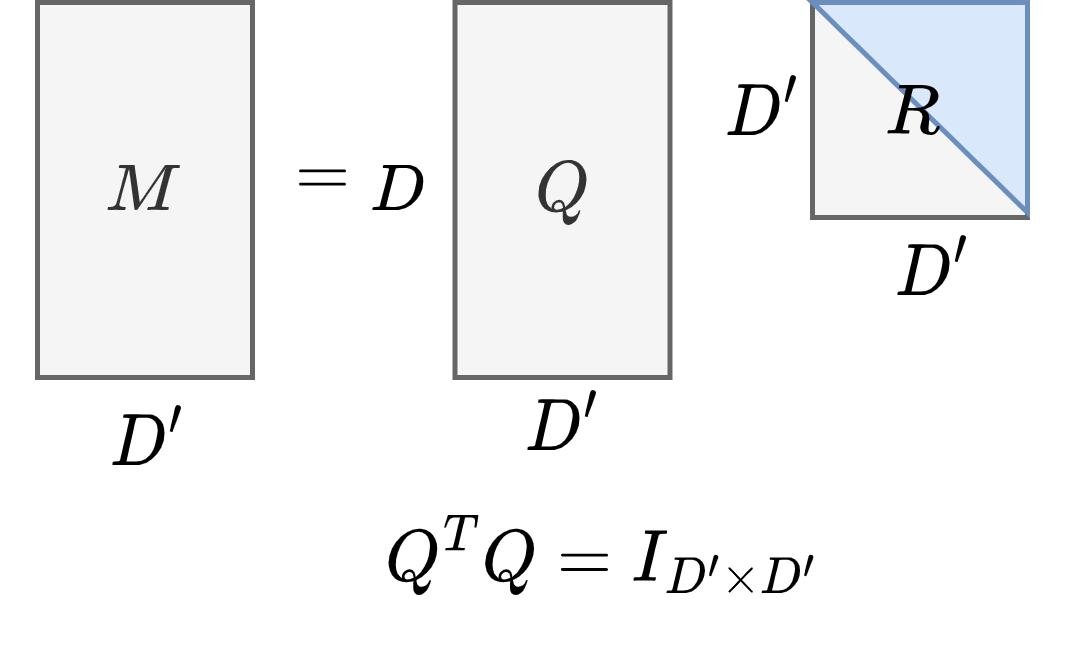 M = D Q D′ R
D′ D′ D′
QᵀQ = I_{D′×D′}